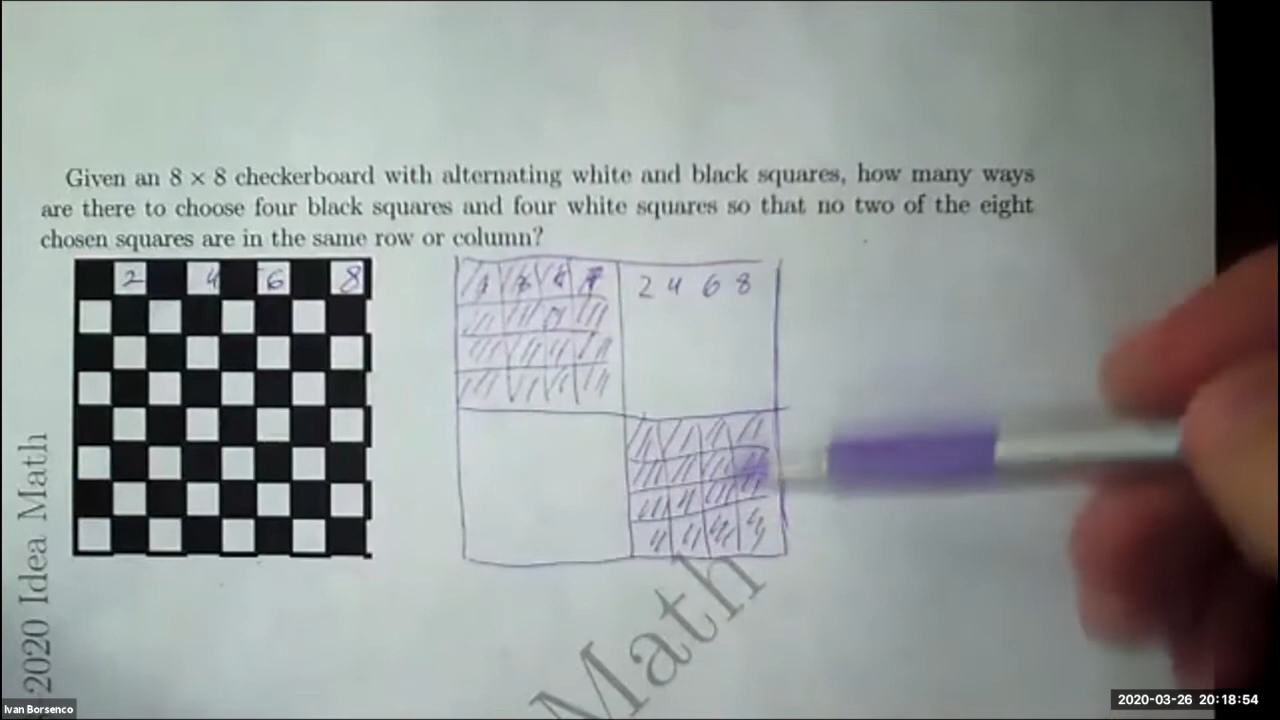 Given an 8 × 8 checkerboard with alternating white and black squares, how many ways
are there to choose four black squares and four white squares so that no two of the eight
chosen squares are in the same row or column?
2 4 6 8
2 4 6 8
-2020 Idea Math
Math
Ivan Borsenco
2020-03-26 20:18:54